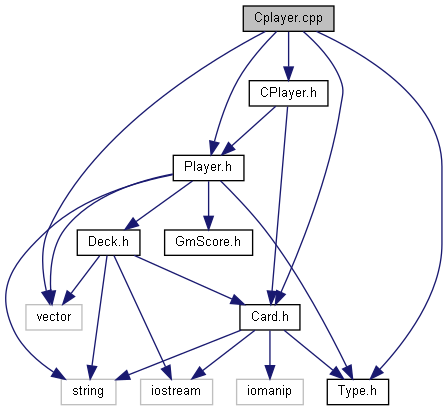 Cplayer.cpp
CPlayer.h
Player.h
Deck.h
GmScore.h
vector
Card.h
string
iostream
iomanip
Type.h